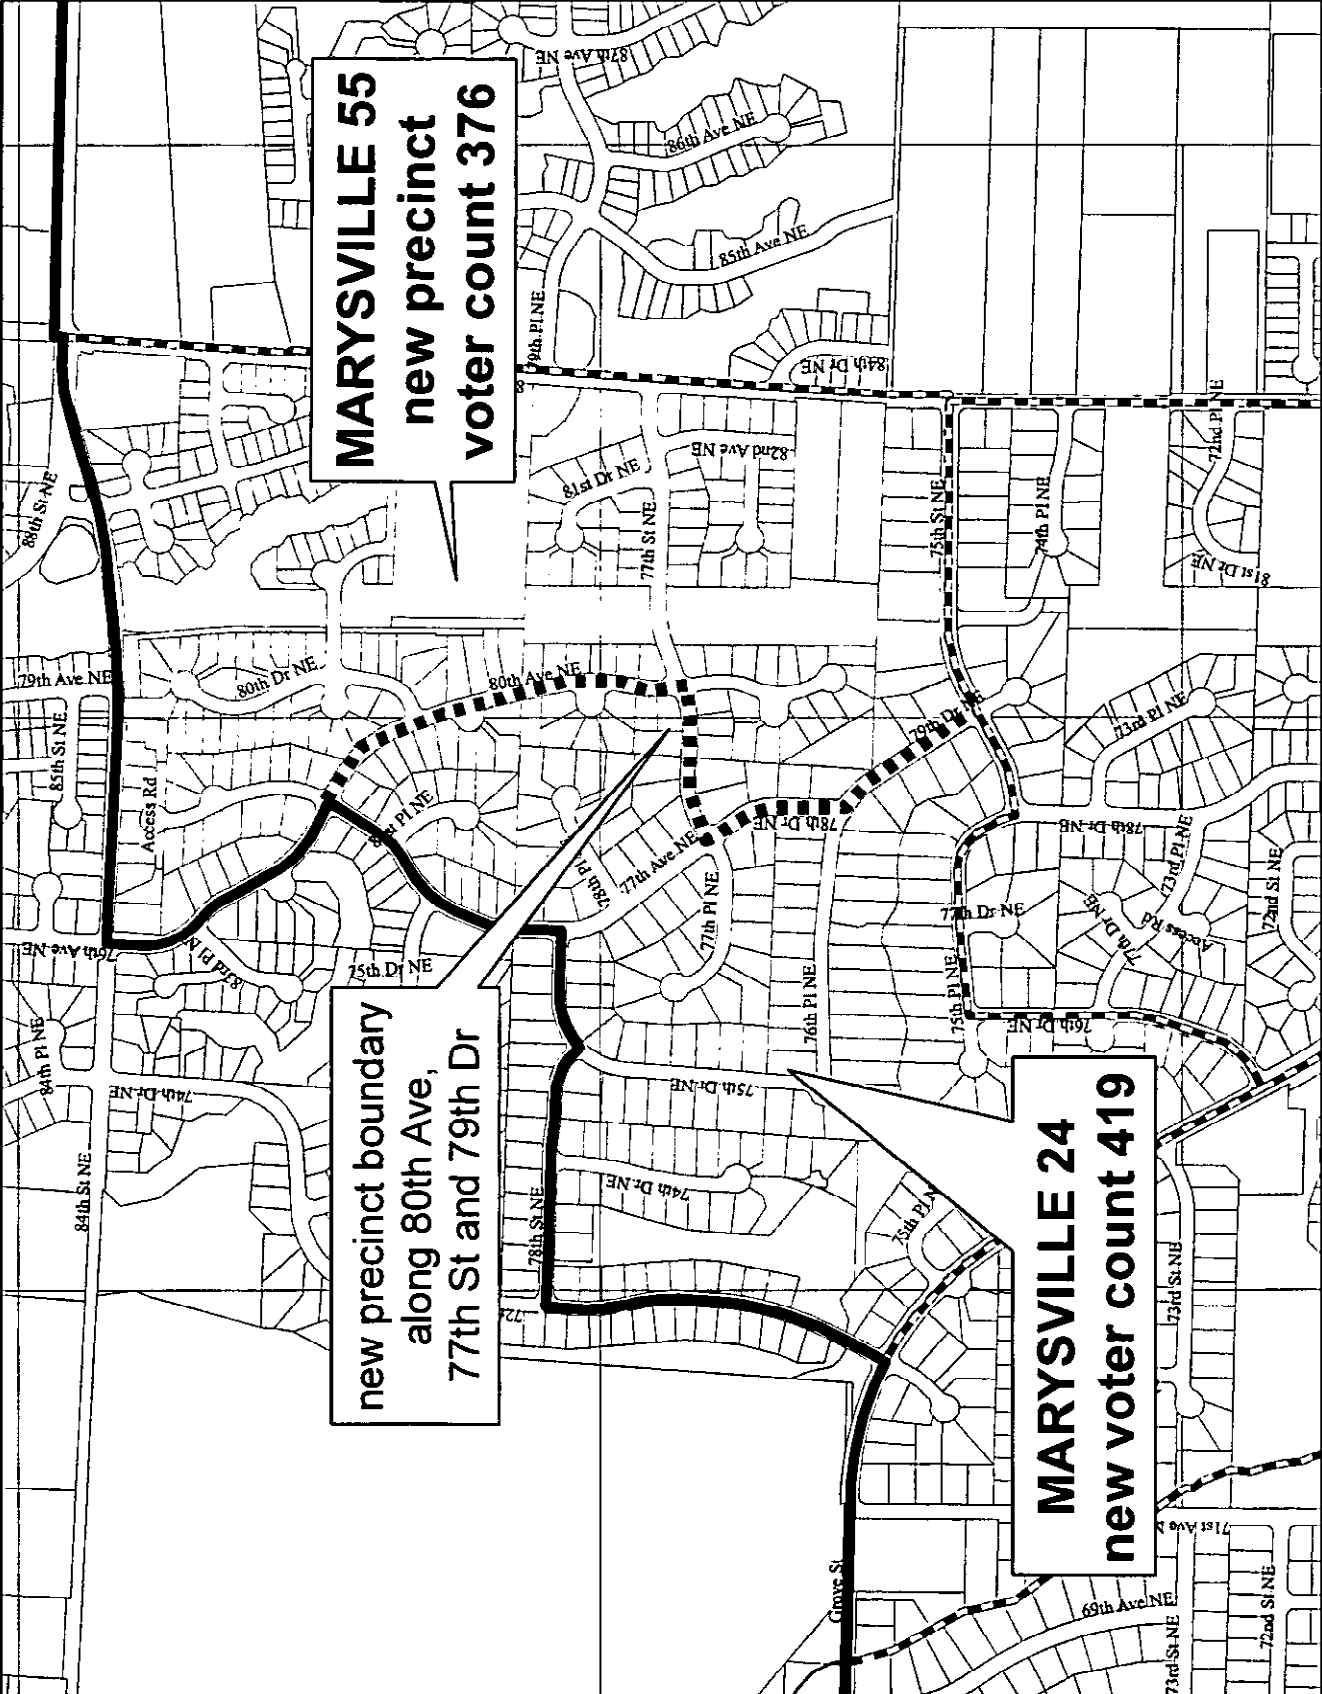 MARYSVILLE 55
new precinct
voter count 376
new precinct boundary
along 80th Ave,
77th St and 79th Dr
MARYSVILLE 24
new voter count 419
87th Ave NE
86th Ave NE
85th Ave NE
79th Pl NE
84th Dr NE
88th St NE
82nd Ave NE
81st Dr NE
77th St NE
75th St NE
74th Pl NE
72nd Pl NE
81st Dr NE
79th Ave NE
80th Dr NE
80th Ave NE
85th St NE
Access Rd
79th Dr NE
73rd Pl NE
78th Dr NE
78th Pl
77th Ave NE
77th Pl NE
78th Dr NE
73rd Pl NE
72nd St NE
77th Dr NE
77th Dr NE
Access Rd
76th Ave NE
83rd Pl N
75th Dr NE
76th Pl NE
75th Pl NE
76th Dr NE
84th Pl NE
74th Dr NE
75th Dr NE
84th St NE
78th St NE
74th Dr NE
75th Pl N
73rd St NE
71st Ave N
Grove St
69th Ave NE
73rd St NE
72nd St NE